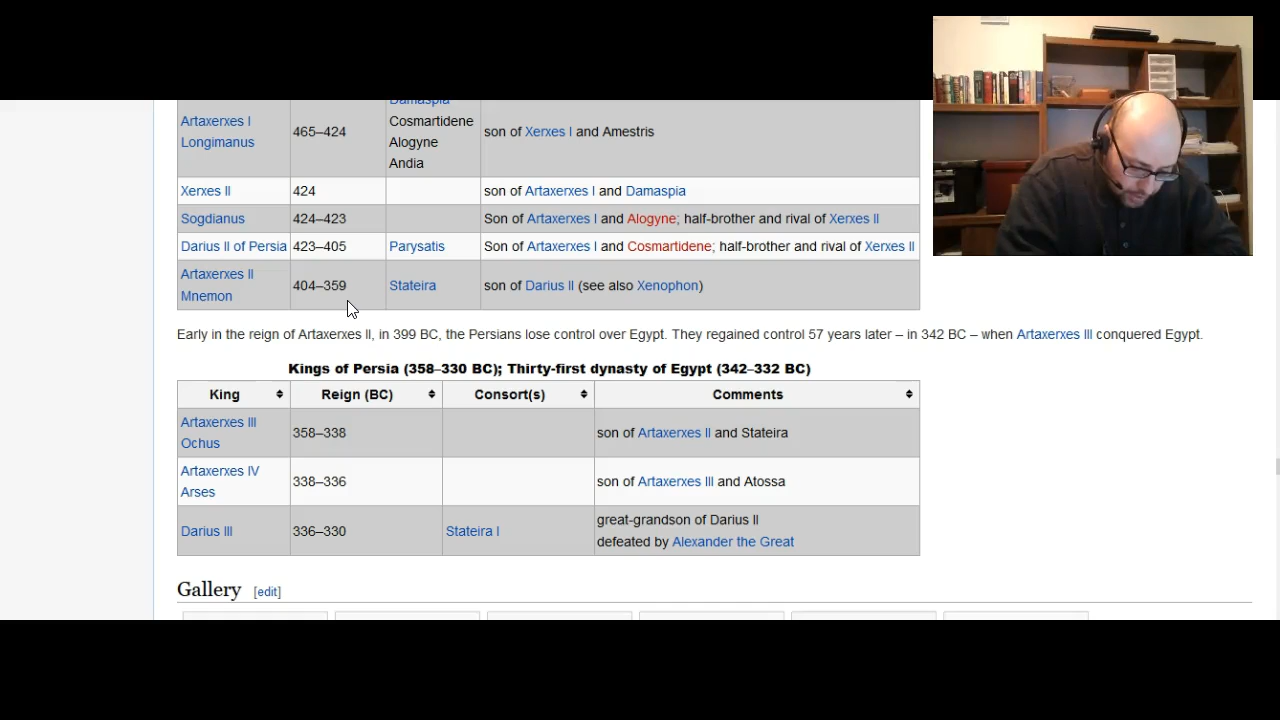 Damaspia
Artaxerxes I
Longimanus
465–424
Cosmartidene
Alogyne
Andia
son of Xerxes I and Amestris
Xerxes II
424
son of Artaxerxes I and Damaspia
Sogdianus
424–423
Son of Artaxerxes I and Alogyne; half-brother and rival of Xerxes II
Darius II of Persia
423–405
Parysatis
Son of Artaxerxes I and Cosmartidene; half-brother and rival of Xerxes II
Artaxerxes II
Mnemon
404–359
Stateira
son of Darius II (see also Xenophon)
Early in the reign of Artaxerxes II, in 399 BC, the Persians lose control over Egypt. They regained control 57 years later – in 342 BC – when Artaxerxes III conquered Egypt.
Kings of Persia (358–330 BC); Thirty-first dynasty of Egypt (342–332 BC)
King
Reign (BC)
Consort(s)
Comments
Artaxerxes III
Ochus
358–338
son of Artaxerxes II and Stateira
Artaxerxes IV
Arses
338–336
son of Artaxerxes III and Atossa
Darius III
336–330
Stateira I
great-grandson of Darius II
defeated by Alexander the Great
Gallery [edit]